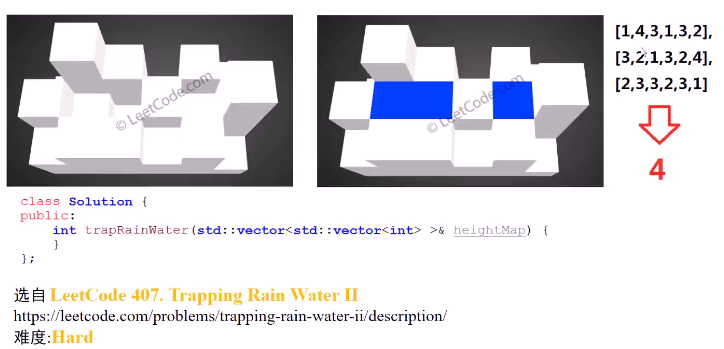 © LeetCode.com
© LeetCode.com
[1,4,3,1,3,2],
[3,2,1,3,2,4],
[2,3,3,2,3,1]
4
class Solution {
public:
    int trapRainWater(std::vector<std::vector<int> >& heightMap) {
    }
};
选自 LeetCode 407. Trapping Rain Water II
https://leetcode.com/problems/trapping-rain-water-ii/description/
难度:Hard